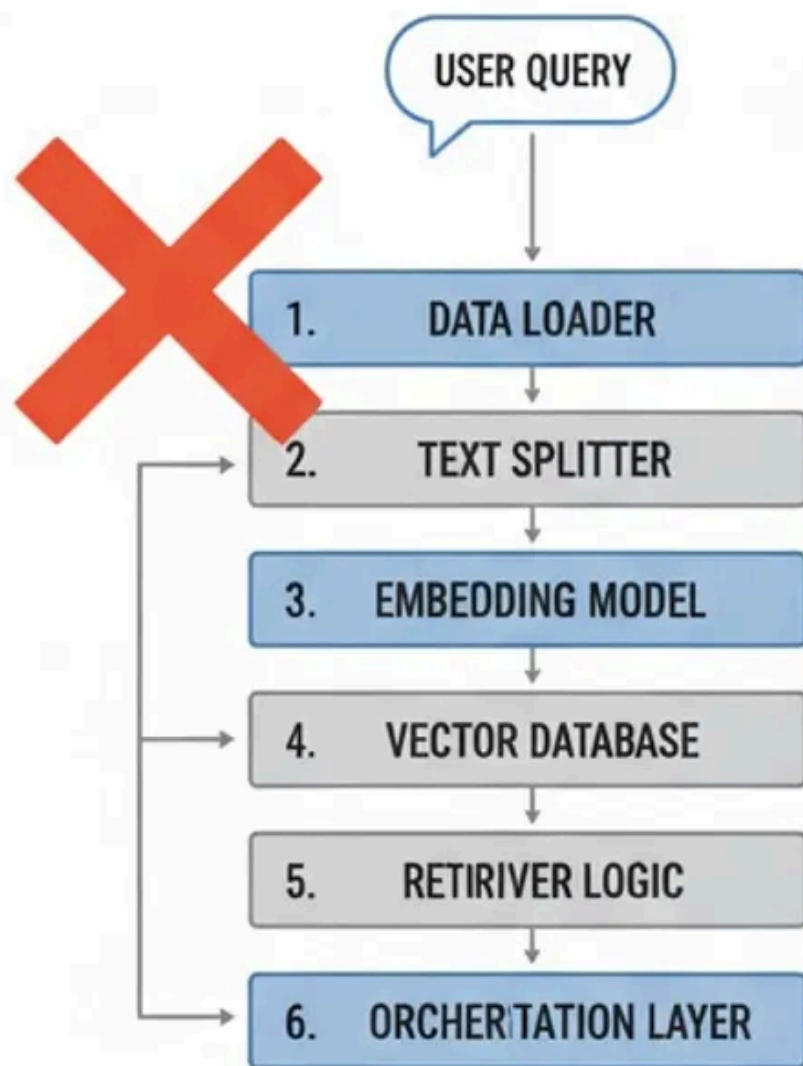 USER QUERY
1. DATA LOADER
2. TEXT SPLITTER
3. EMBEDDING MODEL
4. VECTOR DATABASE
5. RETIRIVER LOGIC
6. ORCHERTATION LAYER